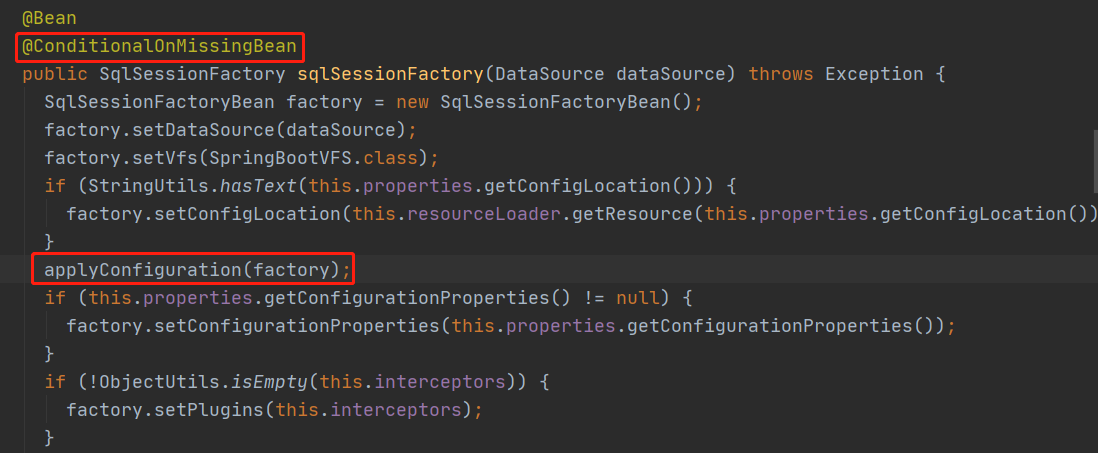 @Bean
@ConditionalOnMissingBean
public SqlSessionFactory sqlSessionFactory(DataSource dataSource) throws Exception {
SqlSessionFactoryBean factory = new SqlSessionFactoryBean();
factory.setDataSource(dataSource);
factory.setVfs(SpringBootVFS.class);
if (StringUtils.hasText(this.properties.getConfigLocation())) {
factory.setConfigLocation(this.resourceLoader.getResource(this.properties.getConfigLocation())
}
applyConfiguration(factory);
if (this.properties.getConfigurationProperties() != null) {
factory.setConfigurationProperties(this.properties.getConfigurationProperties());
}
if (!ObjectUtils.isEmpty(this.interceptors)) {
factory.setPlugins(this.interceptors);
}